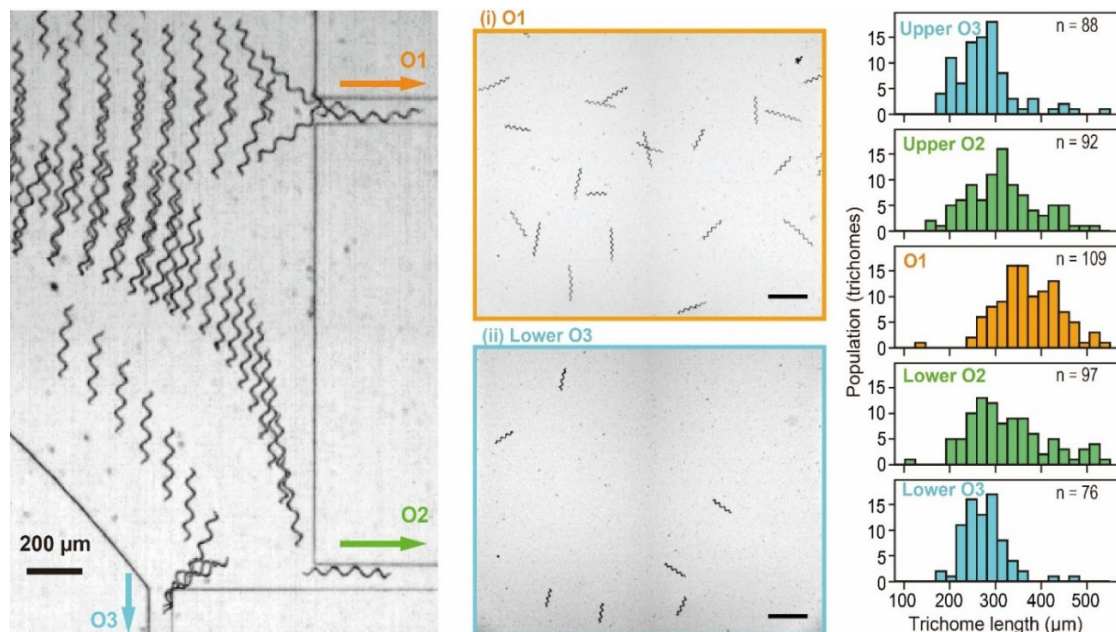 O1
O2
200 µm
O3
(i) O1
(ii) Lower O3
Population (trichomes)
Upper O3
n = 88
15
10
5
0
Upper O2
n = 92
15
10
5
0
O1
n = 109
15
10
5
0
Lower O2
n = 97
15
10
5
0
Lower O3
n = 76
15
10
5
0
100 200 300 400 500
Trichome length (µm)